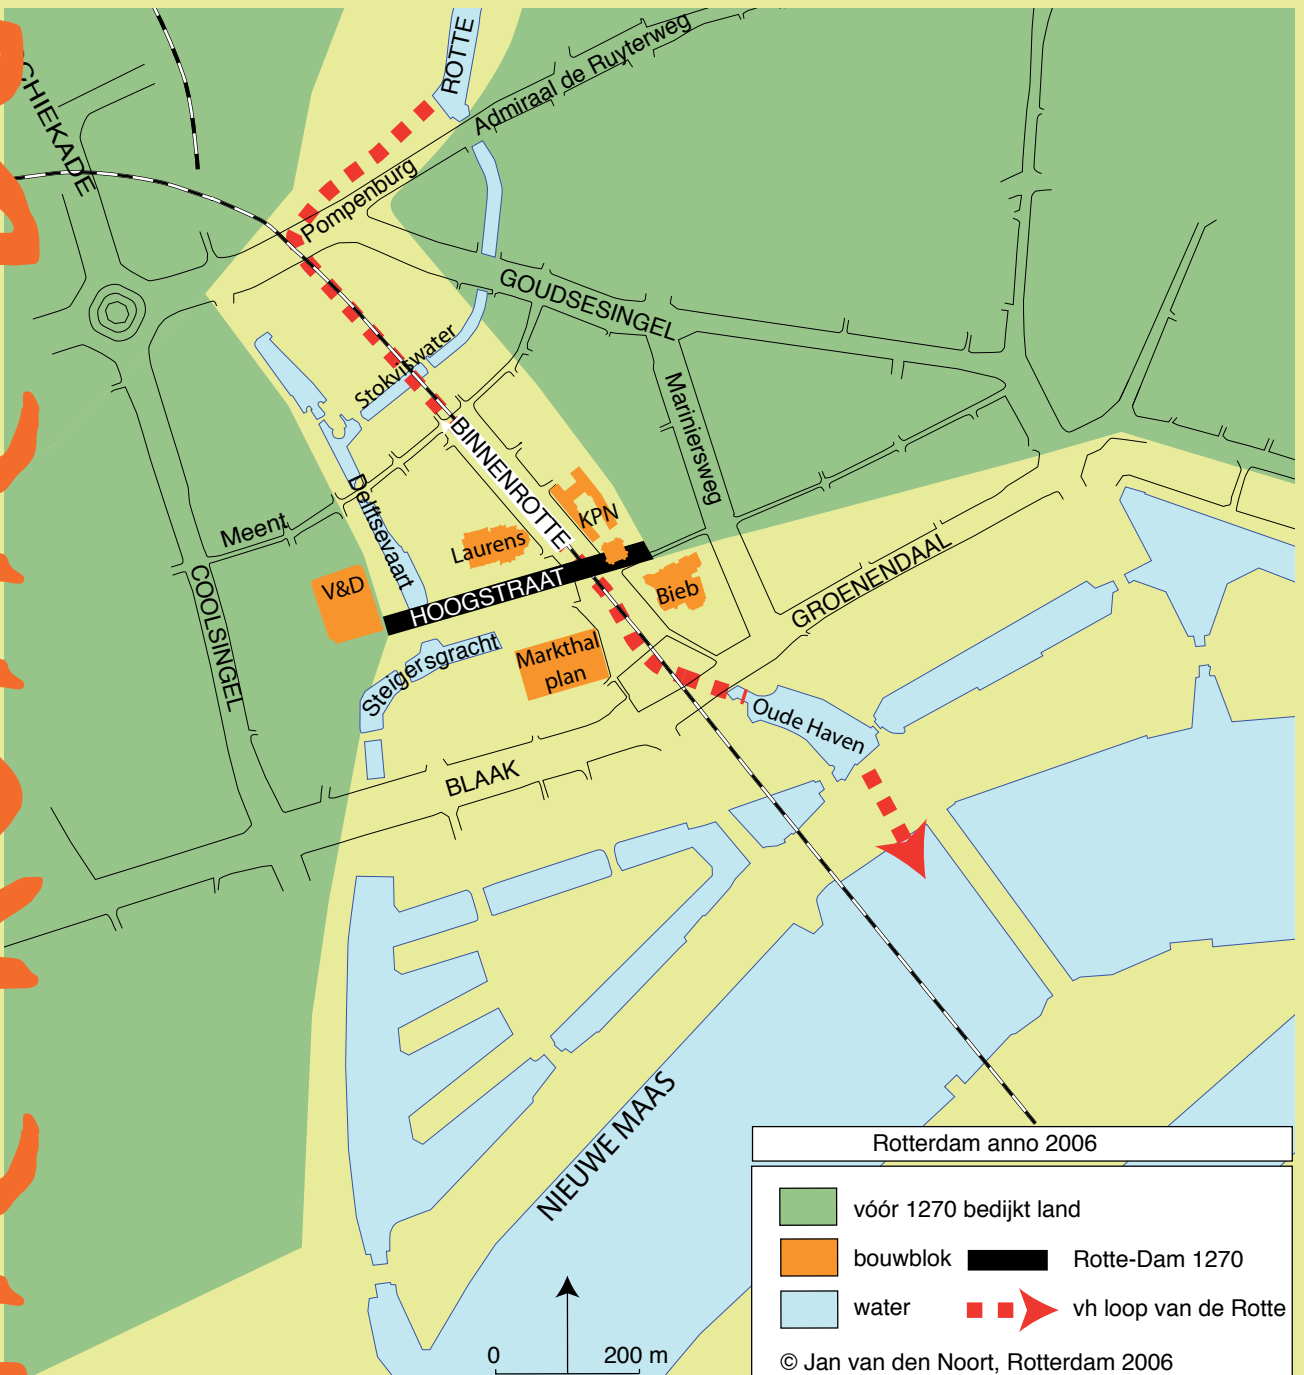 ROTTE
Admiraal de Ruyterweg
CHIEKADE
Pompenburg
GOUDSESINGEL
Stokviswater
Mariniersweg
BINNENROTTE
Delftsevaart
Meent
KPN
Laurens
V&D
COOLSINGEL
HOOGSTRAAT
Bieb
GROENENDAAL
Steigersgracht
Markthal
plan
Oude Haven
BLAAK
NIEUWE MAAS
Rotterdam anno 2006
vóór 1270 bedijkt land
bouwblok
Rotte-Dam 1270
water
vh loop van de Rotte
0 200 m
© Jan van den Noort, Rotterdam 2006